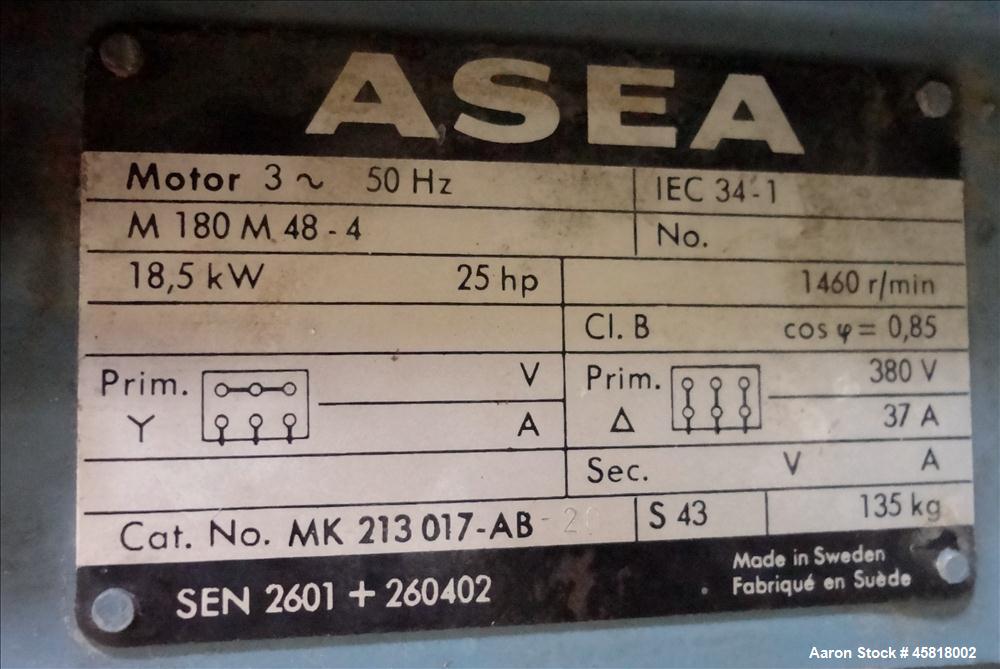 ASEA
Motor 3 ~ 50 Hz IEC 34-1
M 180 M 48-4 No.
18,5 kW 25 hp 1460 r/min
Cl. B cos φ = 0,85
Prim. V Prim. 380 V
Y A Δ 37 A
Sec. V A
Cat. No. MK 213 017-AB S 43 135 kg
SEN 2601 + 260402 Made in Sweden
Fabriqué en Suède
Aaron Stock # 45818002